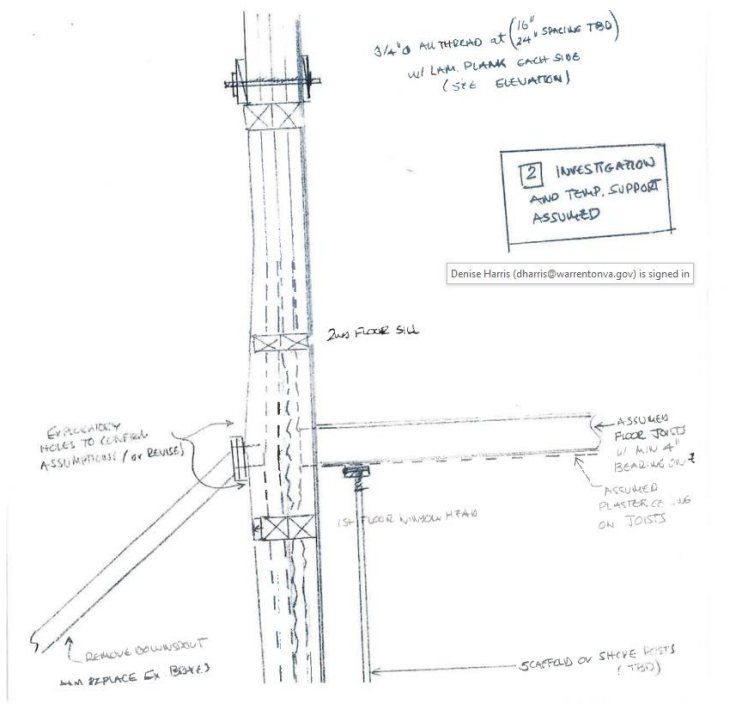 3/4"Ø ALL THREAD at (16"
24" SPACING TBD)
W/ LAM. PLANK EACH SIDE
(SEE ELEVATION)
2 INVESTIGATION
AND TEMP. SUPPORT
ASSUMED
Denise Harris (dharris@warrentonva.gov) is signed in
2ND FLOOR SILL
EXPLORATORY
HOLES TO CONFIRM
ASSUMPTIONS (or REVISE)
ASSUMED
FLOOR JOISTS
W/ MIN 4"
BEARING ON
ASSUMED
PLASTER CEILING
ON JOISTS
1ST FLOOR WINDOW HEAD
REMOVE DOWNSPOUT
REPLACE EX.
SCAFFOLD OR SHORE POSTS
(TBD)